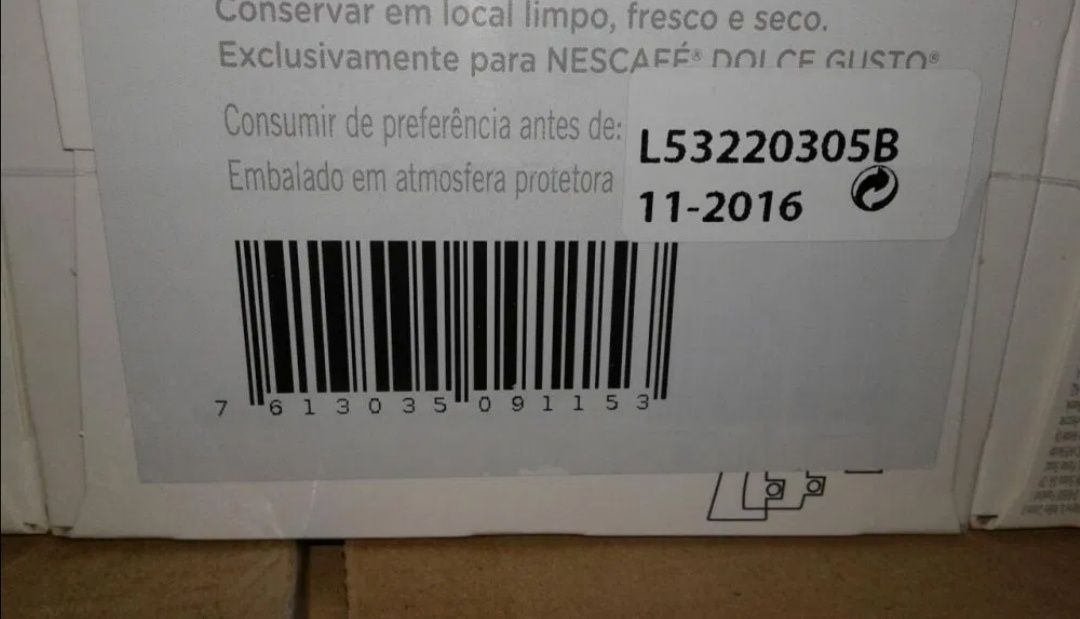 Conservar em local limpo, fresco e seco.
Exclusivamente para NESCAFÉ® DOLCE GUSTO®
Consumir de preferência antes de:
L53220305B
Embalado em atmosfera protetora
11-2016
7 613035 091153